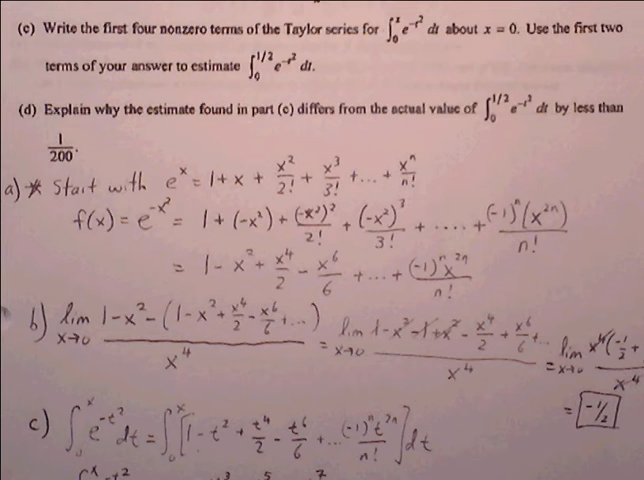 (c) Write the first four nonzero terms of the Taylor series for ∫₀ˣ e^(-t²) dt about x = 0. Use the first two
terms of your answer to estimate ∫₀^(1/2) e^(-t²) dt.
(d) Explain why the estimate found in part (c) differs from the actual value of ∫₀^(1/2) e^(-t²) dt by less than
1/200.
a) * Start with e^x = 1 + x + x²/2! + x³/3! + ... + xⁿ/n!
f(x) = e^(-x²) = 1 + (-x²) + (-x²)²/2! + (-x²)³/3! + .... + (-1)ⁿ(x^(2n))/n!
= 1 - x² + x⁴/2 - x⁶/6 + ... + (-1)ⁿx^(2n)/n!
b) lim x→0 (1-x²-(1-x²+x⁴/2-x⁶/6+...))/x⁴ = lim x→0 (1-x²-1+x²-x⁴/2+x⁶/6+...)/x⁴ = lim x→0 x⁴(-1/2+/x⁴
= -1/2
c) ∫₀ˣ e^(-t²) dt = ∫₀ˣ [1 - t² + t⁴/2 - t⁶/6 + ... (-1)ⁿt^(2n)/n!] dt